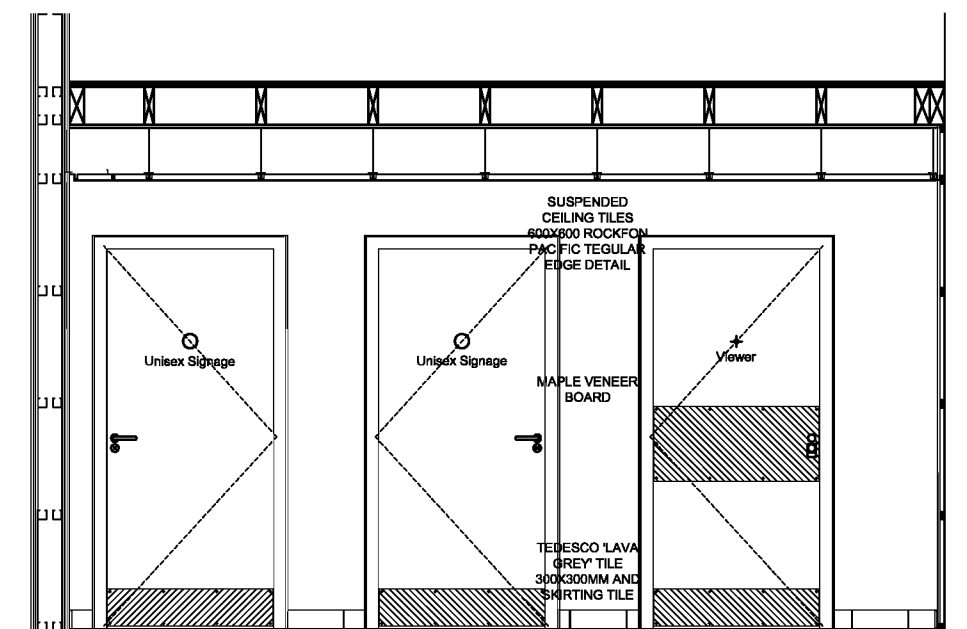 SUSPENDED
CEILING TILES
600X600 ROCKFON
PACIFIC TEGULAR
EDGE DETAIL
Unisex Signage
Unisex Signage
Viewer
MAPLE VENEER
BOARD
TEDESCO 'LAVA
GREY' TILE
300X300MM AND
SKIRTING TILE